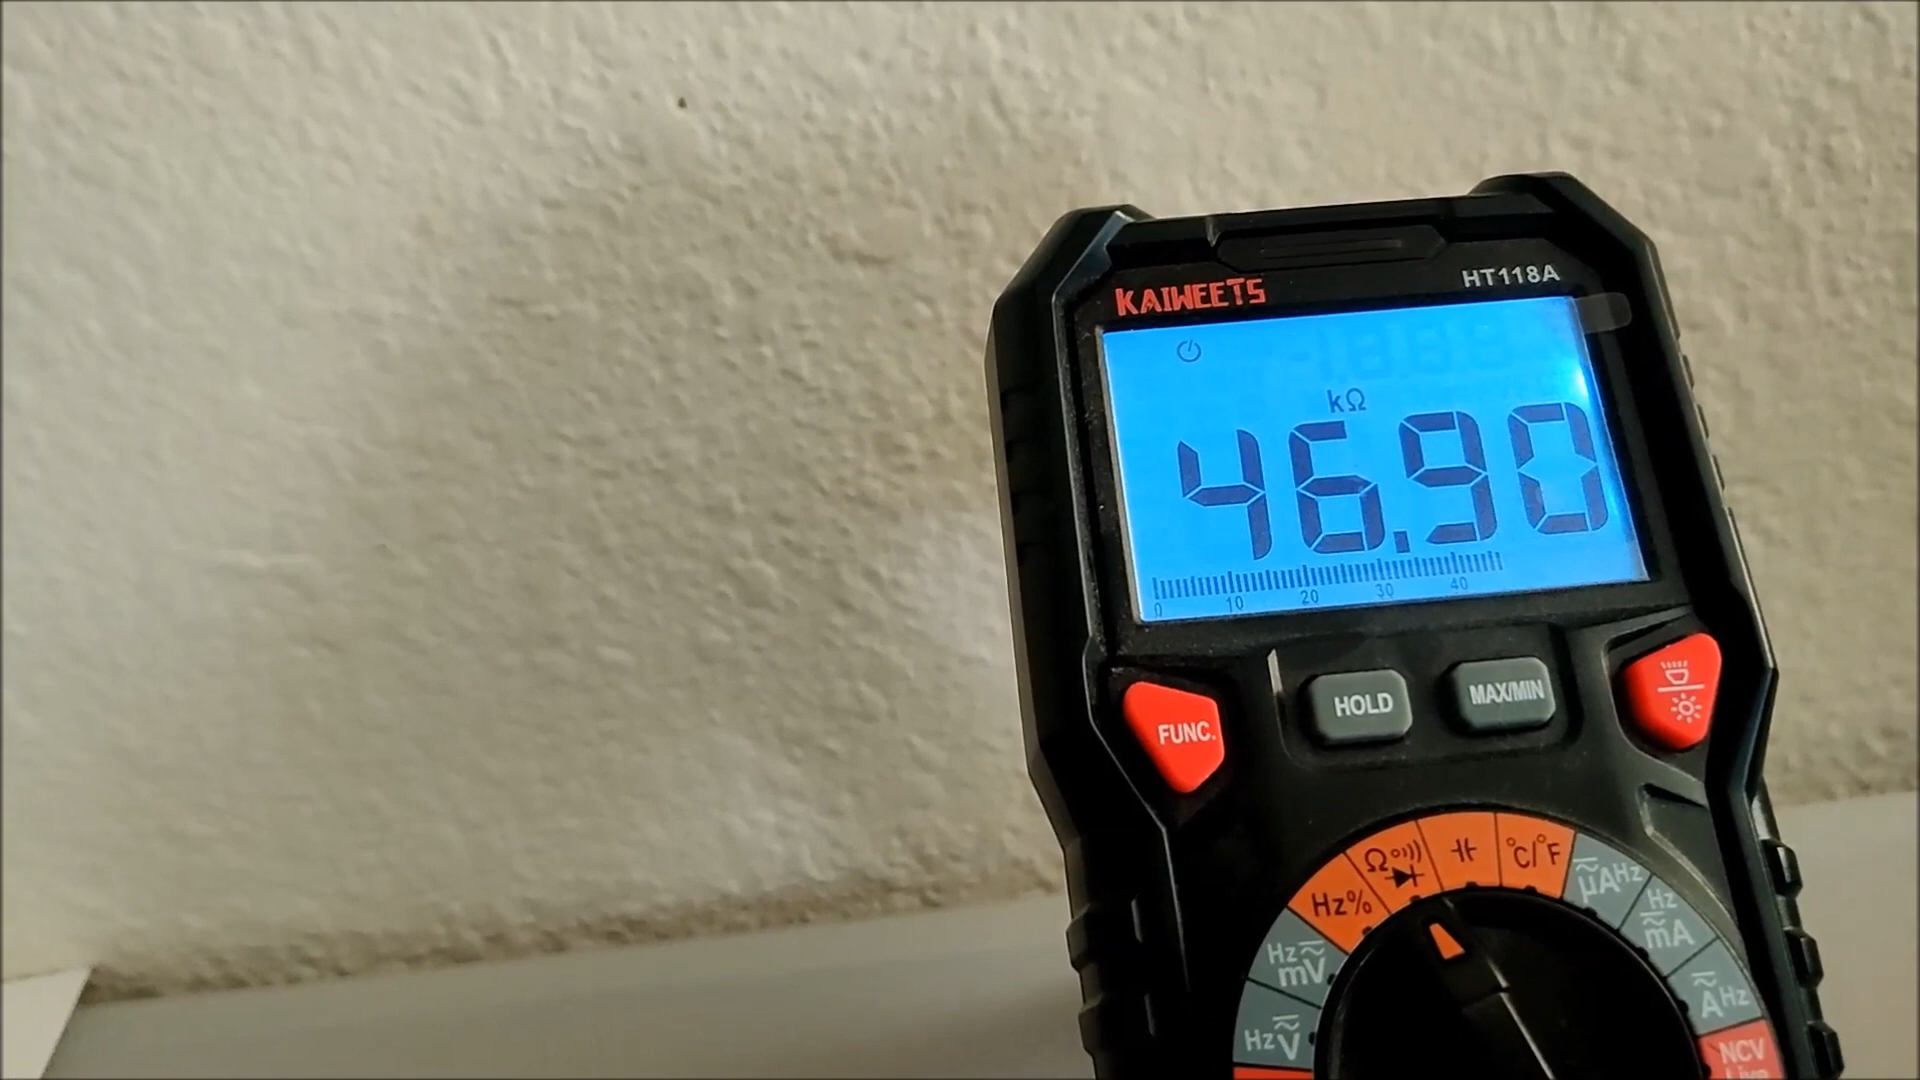 KAIWEETS HT118A
kΩ
46.90
0 10 20 30 40
FUNC. HOLD MAX/MIN
Hz% Ω °C/°F
Hz mV
μA Hz
Hz mA
Hz V
A Hz
NCV
Live